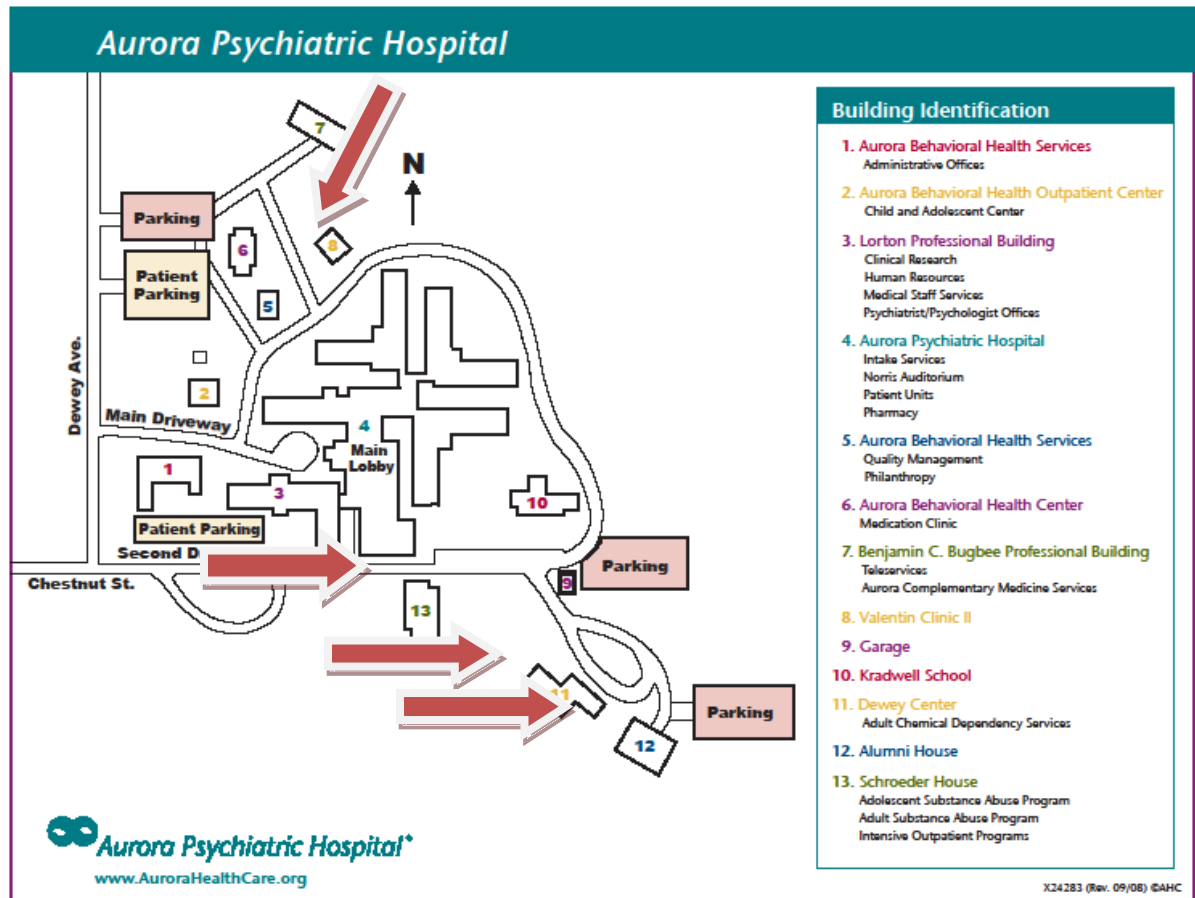 Aurora Psychiatric Hospital
7
N
Parking
6
8
Patient
Parking
5
Dewey Ave.
2
Main Driveway
4
Main
Lobby
1
3
10
Patient Parking
Second
Parking
Chestnut St.
9
13
11
Parking
12
Aurora Psychiatric Hospital
www.AuroraHealthCare.org
Building Identification
1. Aurora Behavioral Health Services
Administrative Offices
2. Aurora Behavioral Health Outpatient Center
Child and Adolescent Center
3. Lorton Professional Building
Clinical Research
Human Resources
Medical Staff Services
Psychiatrist/Psychologist Offices
4. Aurora Psychiatric Hospital
Intake Services
Norris Auditorium
Patient Units
Pharmacy
5. Aurora Behavioral Health Services
Quality Management
Philanthropy
6. Aurora Behavioral Health Center
Medication Clinic
7. Benjamin C. Bugbee Professional Building
Teleservices
Aurora Complementary Medicine Services
8. Valentin Clinic II
9. Garage
10. Kradwell School
11. Dewey Center
Adult Chemical Dependency Services
12. Alumni House
13. Schroeder House
Adolescent Substance Abuse Program
Adult Substance Abuse Program
Intensive Outpatient Programs
X24283 (Rev. 09/08) ©AHC